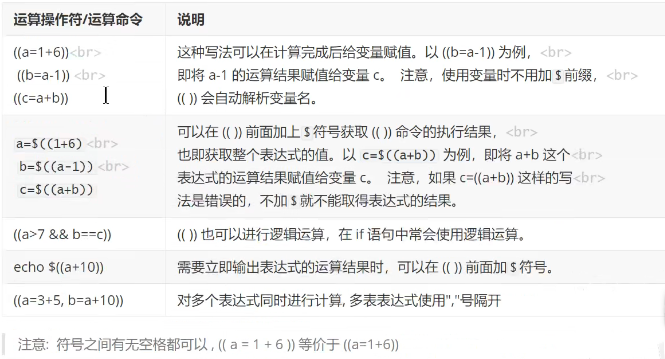 运算操作符/运算命令 说明
((a=1+6))<br> 这种写法可以在计算完成后给变量赋值。以 ((b=a-1)) 为例，<br>
((b=a-1)) <br> 即将 a-1 的运算结果赋值给变量 c。 注意，使用变量时不用加 $ 前缀，<br>
((c=a+b)) (( )) 会自动解析变量名。
可以在 (( )) 前面加上 $ 符号获取 (( )) 命令的执行结果，<br>
a=$((1+6)<br> 也即获取整个表达式的值。以 c=$((a+b)) 为例，即将 a+b 这个<br>
b=$((a-1))<br> 表达式的运算结果赋值给变量 c。 注意，如果 c=((a+b)) 这样的写<br>
c=$((a+b)) 法是错误的，不加 $ 就不能取得表达式的结果。
((a>7 && b==c)) (( )) 也可以进行逻辑运算，在 if 语句中常会使用逻辑运算。
echo $((a+10)) 需要立即输出表达式的运算结果时，可以在 (( )) 前面加 $ 符号。
((a=3+5, b=a+10)) 对多个表达式同时进行计算, 多表表达式使用","号隔开
注意: 符号之间有无空格都可以 , (( a = 1 + 6 )) 等价于 ((a=1+6))